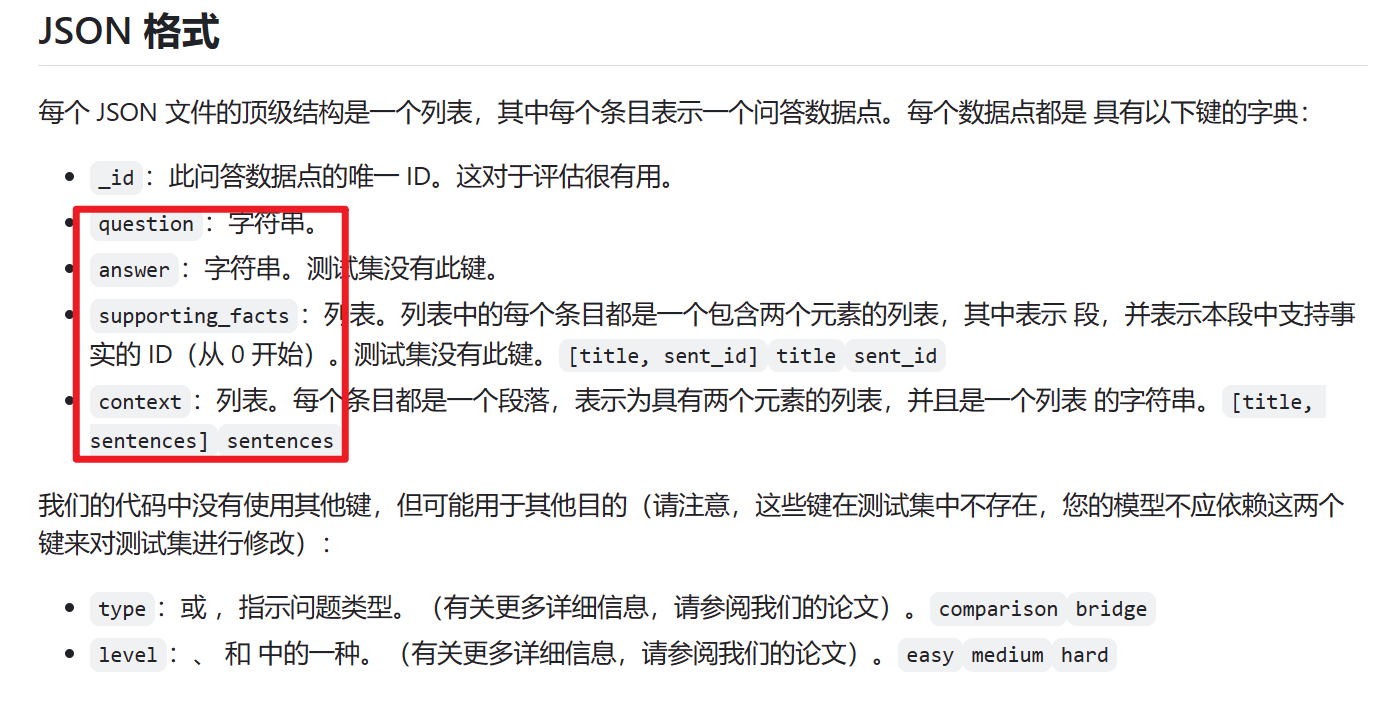 JSON 格式
每个 JSON 文件的顶级结构是一个列表，其中每个条目表示一个问答数据点。每个数据点都是 具有以下键的字典：
_id： 此问答数据点的唯一 ID。这对于评估很有用。
question： 字符串。
answer： 字符串。测试集没有此键。
supporting_facts： 列表。列表中的每个条目都是一个包含两个元素的列表，其中表示 段，并表示本段中支持事
实的 ID（从 0 开始）。测试集没有此键。 [title, sent_id] title sent_id
context： 列表。每个条目都是一个段落，表示为具有两个元素的列表，并且是一个列表 的字符串。 [title,
sentences] sentences
我们的代码中没有使用其他键，但可能用于其他目的（请注意，这些键在测试集中不存在，您的模型不应依赖这两个
键来对测试集进行修改）：
type： 或 ，指示问题类型。（有关更多详细信息，请参阅我们的论文）。 comparison bridge
level： 、 和 中的一种。（有关更多详细信息，请参阅我们的论文）。 easy medium hard